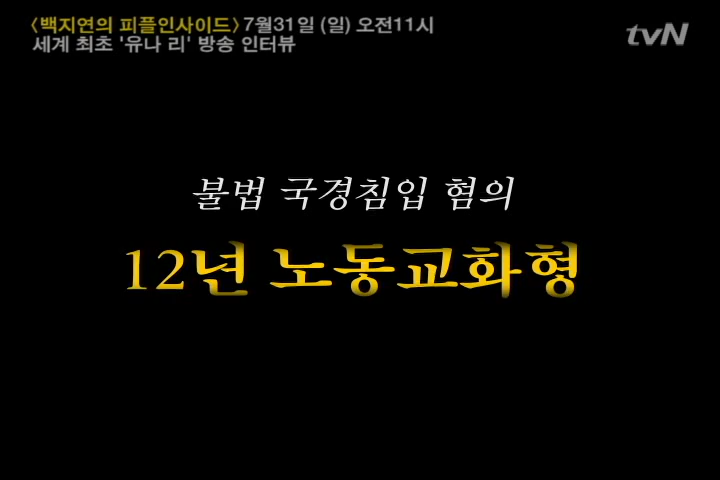 〈백지연의 피플인사이드〉 7월31일 (일) 오전11시
세계 최초 '유나 리' 방송 인터뷰
tvN
불법 국경침입 혐의
12년 노동교화형